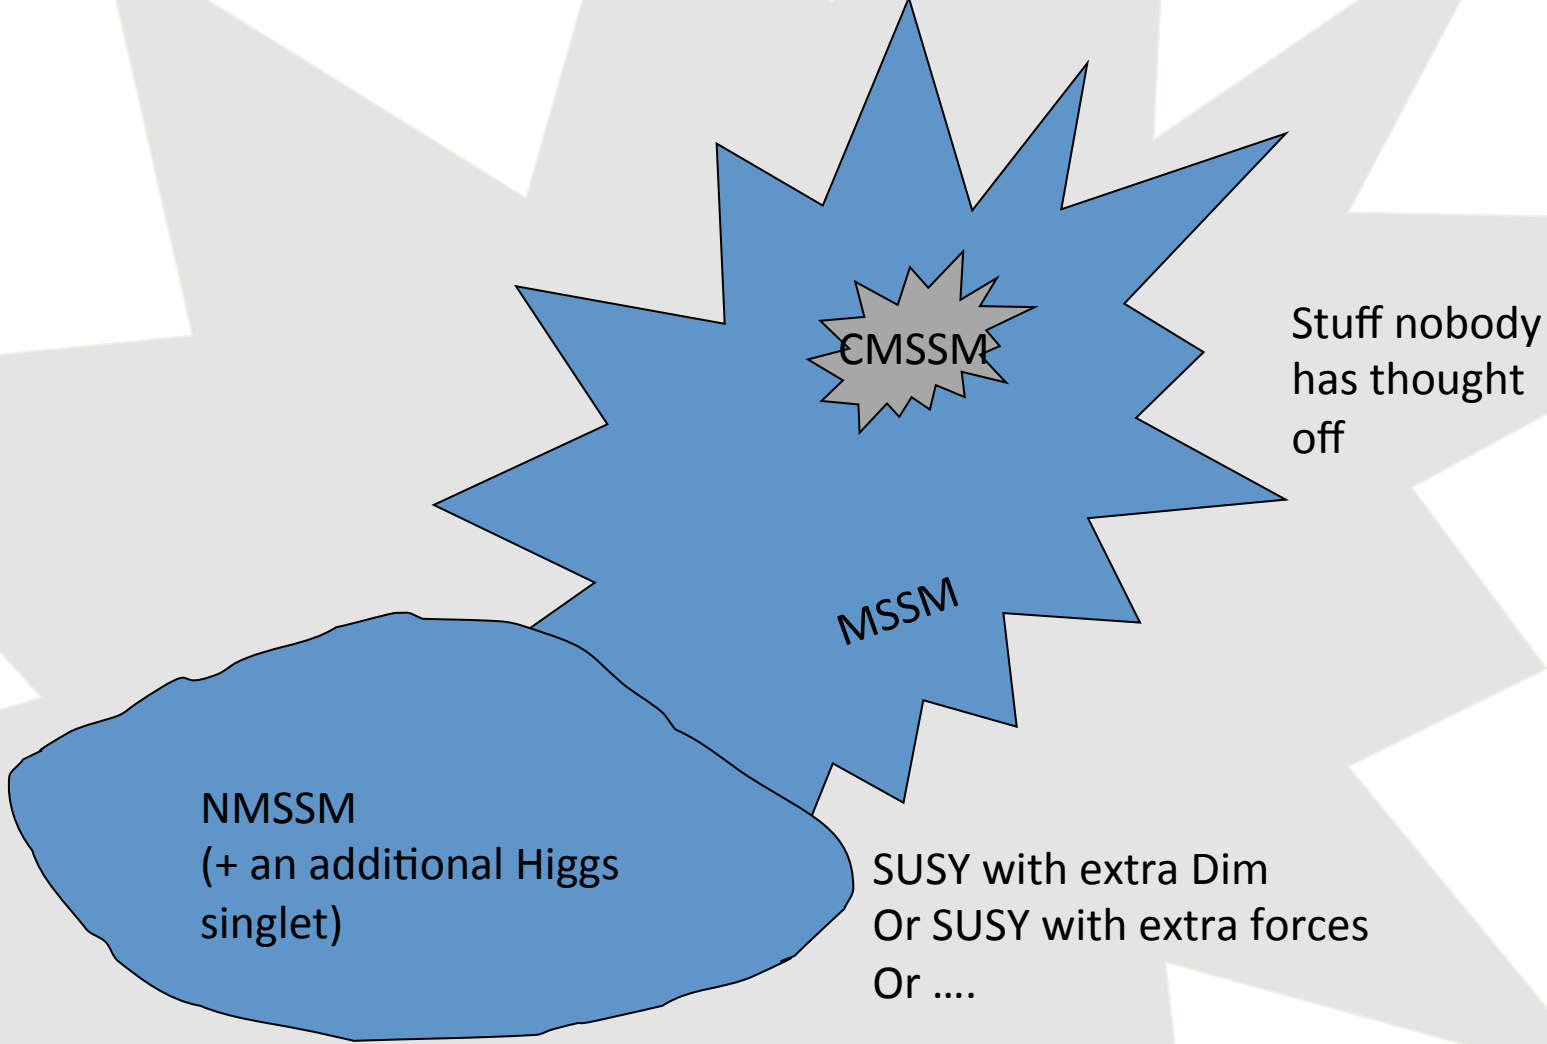 CMSSM
Stuff nobody
has thought
off
MSSM
NMSSM
(+ an additional Higgs
singlet)
SUSY with extra Dim
Or SUSY with extra forces
Or ....